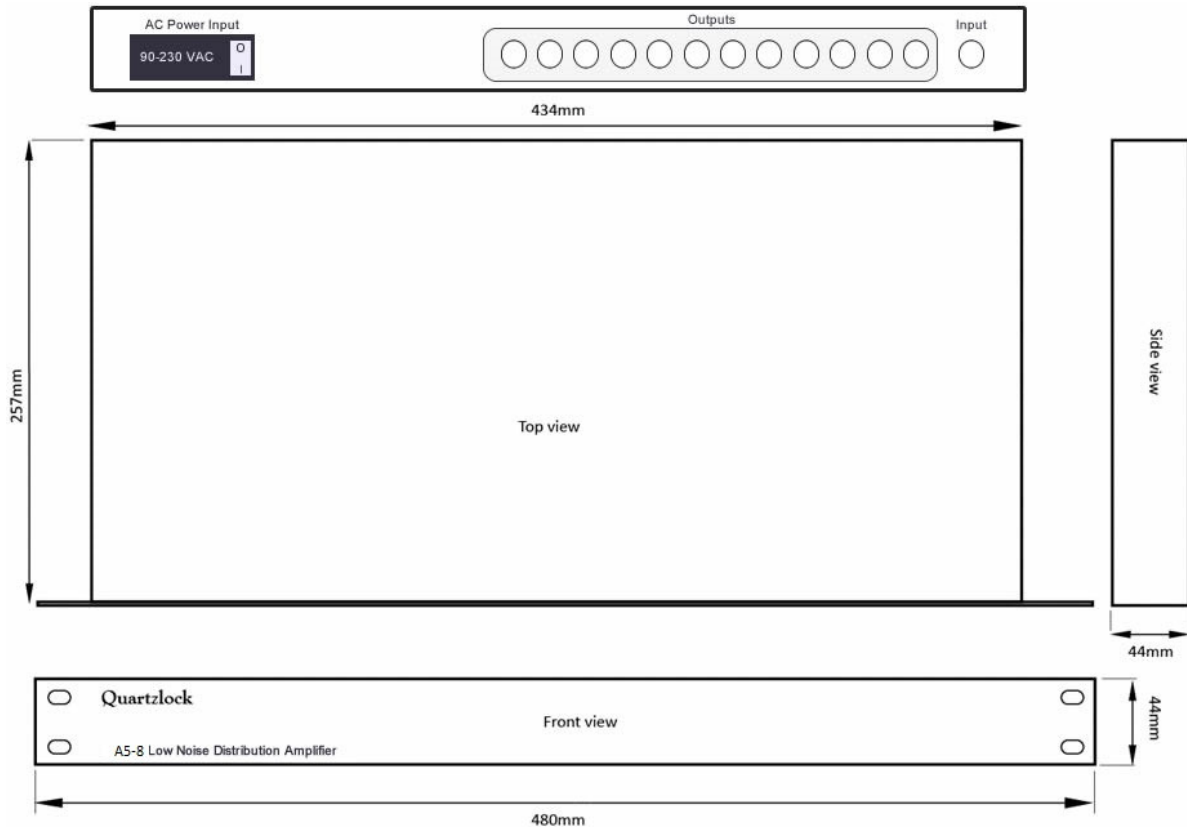 AC Power Input
Outputs
Input
90-230 VAC
O
I
434mm
257mm
Top view
Side view
44mm
Quartzlock
Front view
A5-8 Low Noise Distribution Amplifier
44mm
480mm